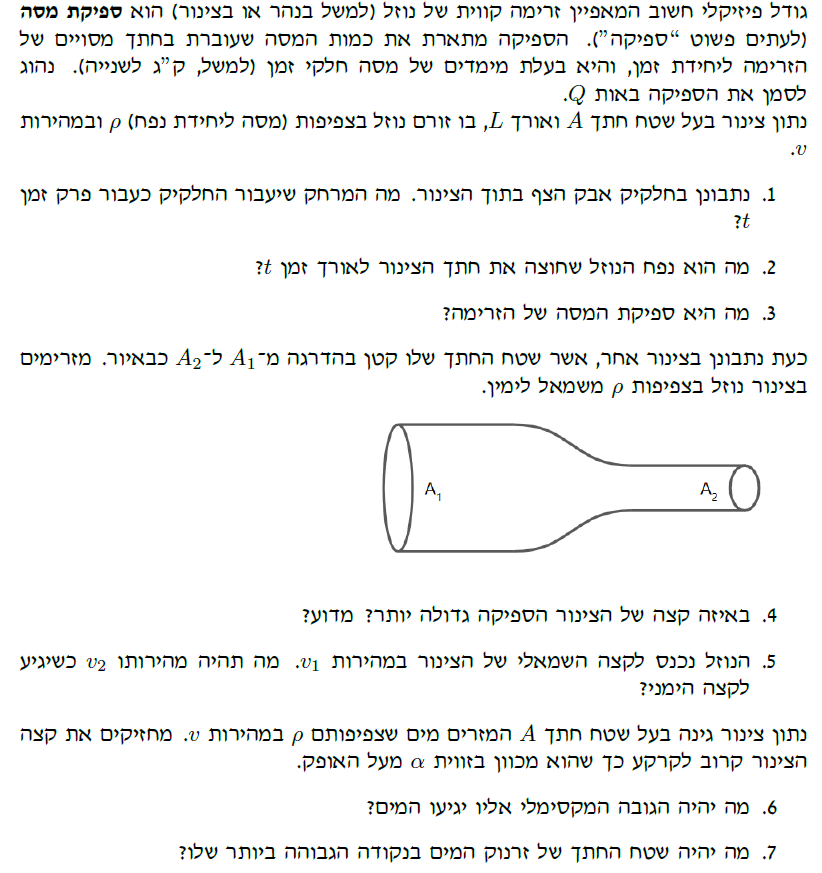 גודל פיזיקלי חשוב המאפיין זרימה קווית של נוזל (למשל בנהר או בצינור) הוא ספיקת מסה
(לעתים פשוט “ספיקה”). הספיקה מתארת את כמות המסה שעוברת בחתך מסויים של
הזרימה ליחידת זמן, והיא בעלת מימדים של מסה חלקי זמן (למשל, ק”ג לשנייה). נהוג
לסמן את הספיקה באות Q.
נתון צינור בעל שטח חתך A ואורך L, בו זורם נוזל בצפיפות (מסה ליחידת נפח) ρ ובמהירות
v.
1. נתבונן בחלקיק אבק הצף בתוך הצינור. מה המרחק שיעבור החלקיק כעבור פרק זמן
t?
2. מה הוא נפח הנוזל שחוצה את חתך הצינור לאורך זמן t?
3. מה היא ספיקת המסה של הזרימה?
כעת נתבונן בצינור אחר, אשר שטח החתך שלו קטן בהדרגה מ־A₁ ל־A₂ כבאיור. מזרימים
בצינור נוזל בצפיפות ρ משמאל לימין.
A₁
A₂
4. באיזה קצה של הצינור הספיקה גדולה יותר? מדוע?
5. הנוזל נכנס לקצה השמאלי של הצינור במהירות v₁. מה תהיה מהירותו v₂ כשיגיע
לקצה הימני?
נתון צינור גינה בעל שטח חתך A המזרים מים שצפיפותם ρ במהירות v. מחזיקים את קצה
הצינור קרוב לקרקע כך שהוא מכוון בזווית α מעל האופק.
6. מה יהיה הגובה המקסימלי אליו יגיעו המים?
7. מה יהיה שטח החתך של זרנוק המים בנקודה הגבוהה ביותר שלו?